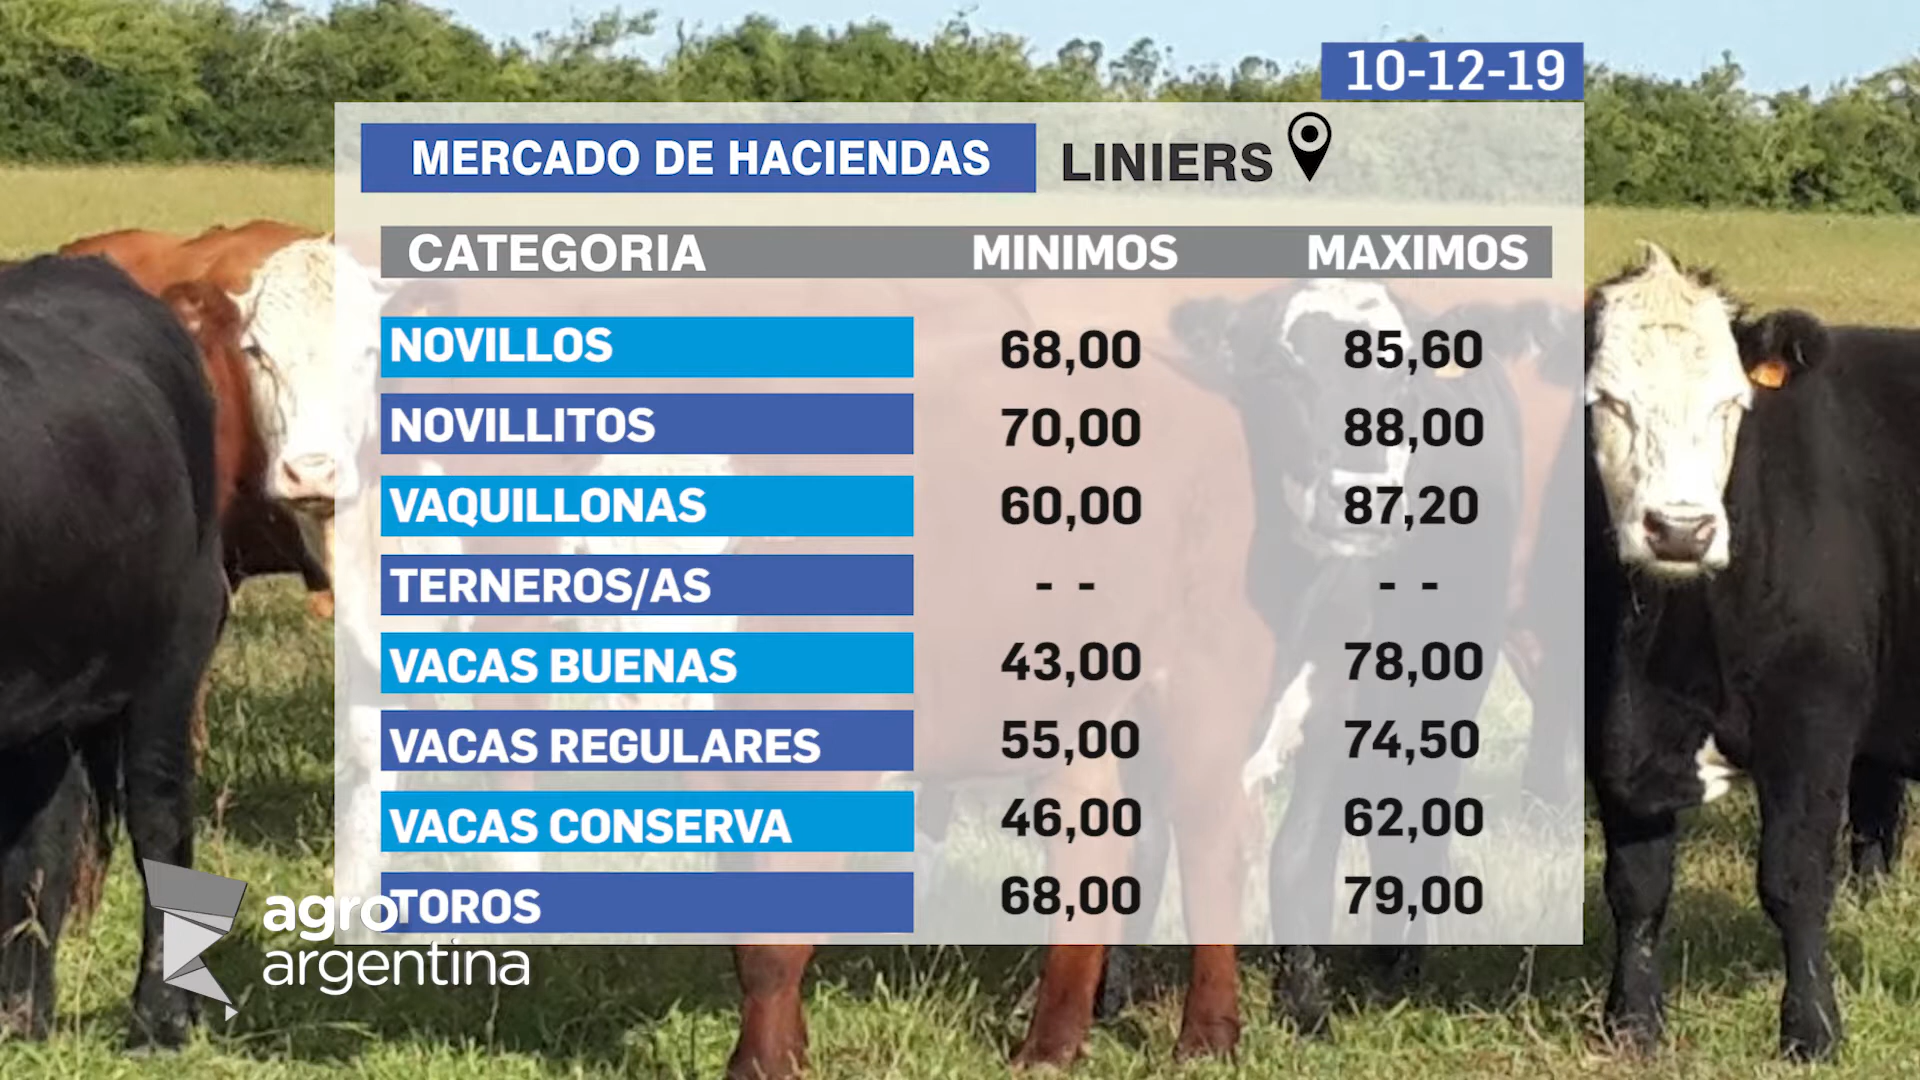 10-12-19
MERCADO DE HACIENDAS LINIERS
CATEGORIA MINIMOS MAXIMOS
NOVILLOS 68,00 85,60
NOVILLITOS 70,00 88,00
VAQUILLONAS 60,00 87,20
TERNEROS/AS - - - -
VACAS BUENAS 43,00 78,00
VACAS REGULARES 55,00 74,50
VACAS CONSERVA 46,00 62,00
TOROS 68,00 79,00
agro
argentina